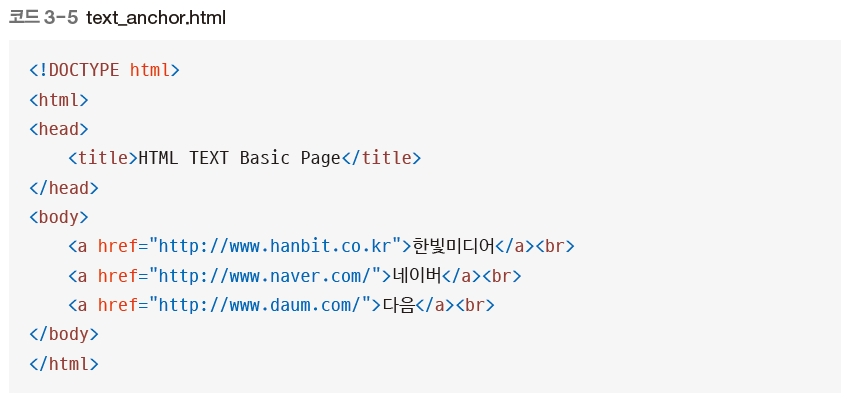 코드 3-5 text_anchor.html
<!DOCTYPE html>
<html>
<head>
    <title>HTML TEXT Basic Page</title>
</head>
<body>
    <a href="http://www.hanbit.co.kr">한빛미디어</a><br>
    <a href="http://www.naver.com/">네이버</a><br>
    <a href="http://www.daum.com/">다음</a><br>
</body>
</html>